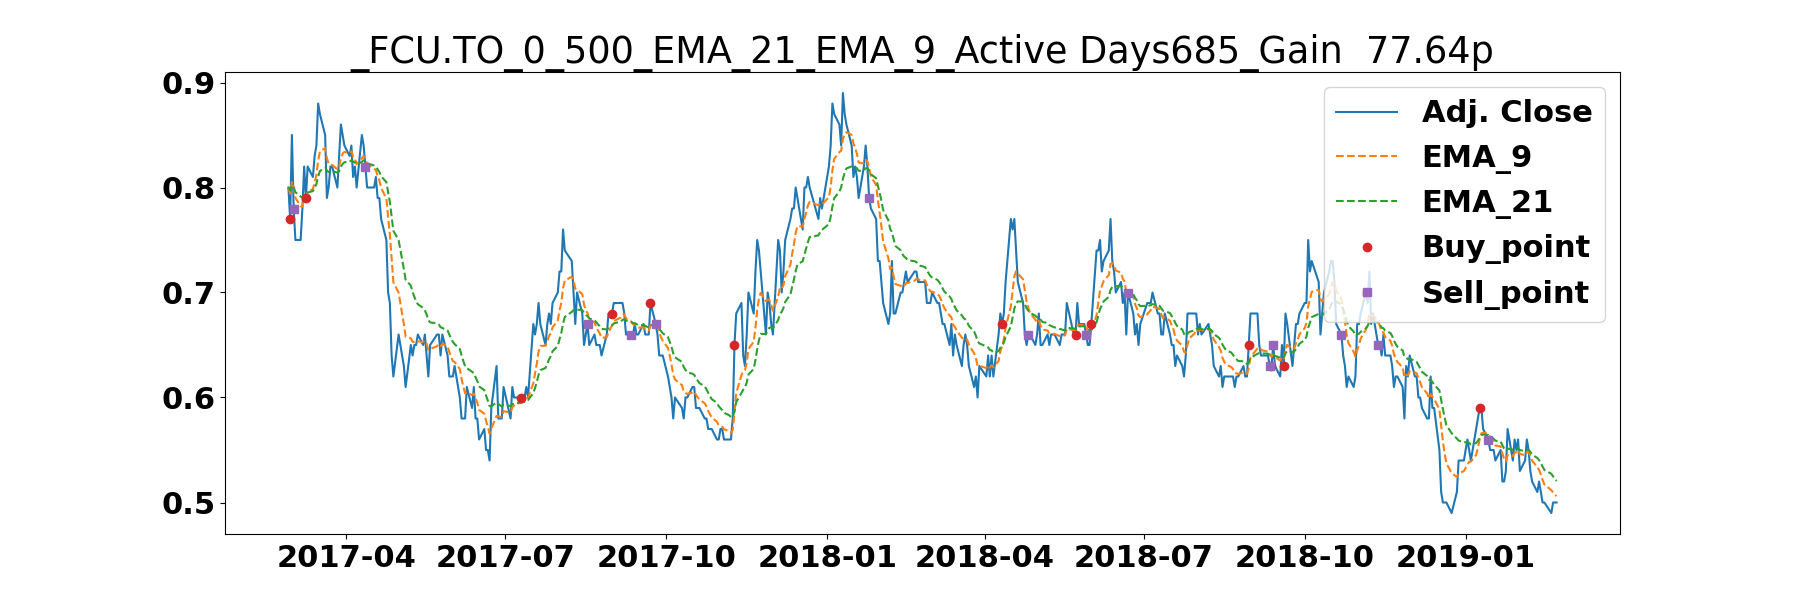 _FCU.TO_0_500_EMA_21_EMA_9_Active Days685_Gain  77.64p
0.9
0.8
0.7
0.6
0.5
Adj. Close
EMA_9
EMA_21
Buy_point
Sell_point
2017-04 2017-07 2017-10 2018-01 2018-04 2018-07 2018-10 2019-01